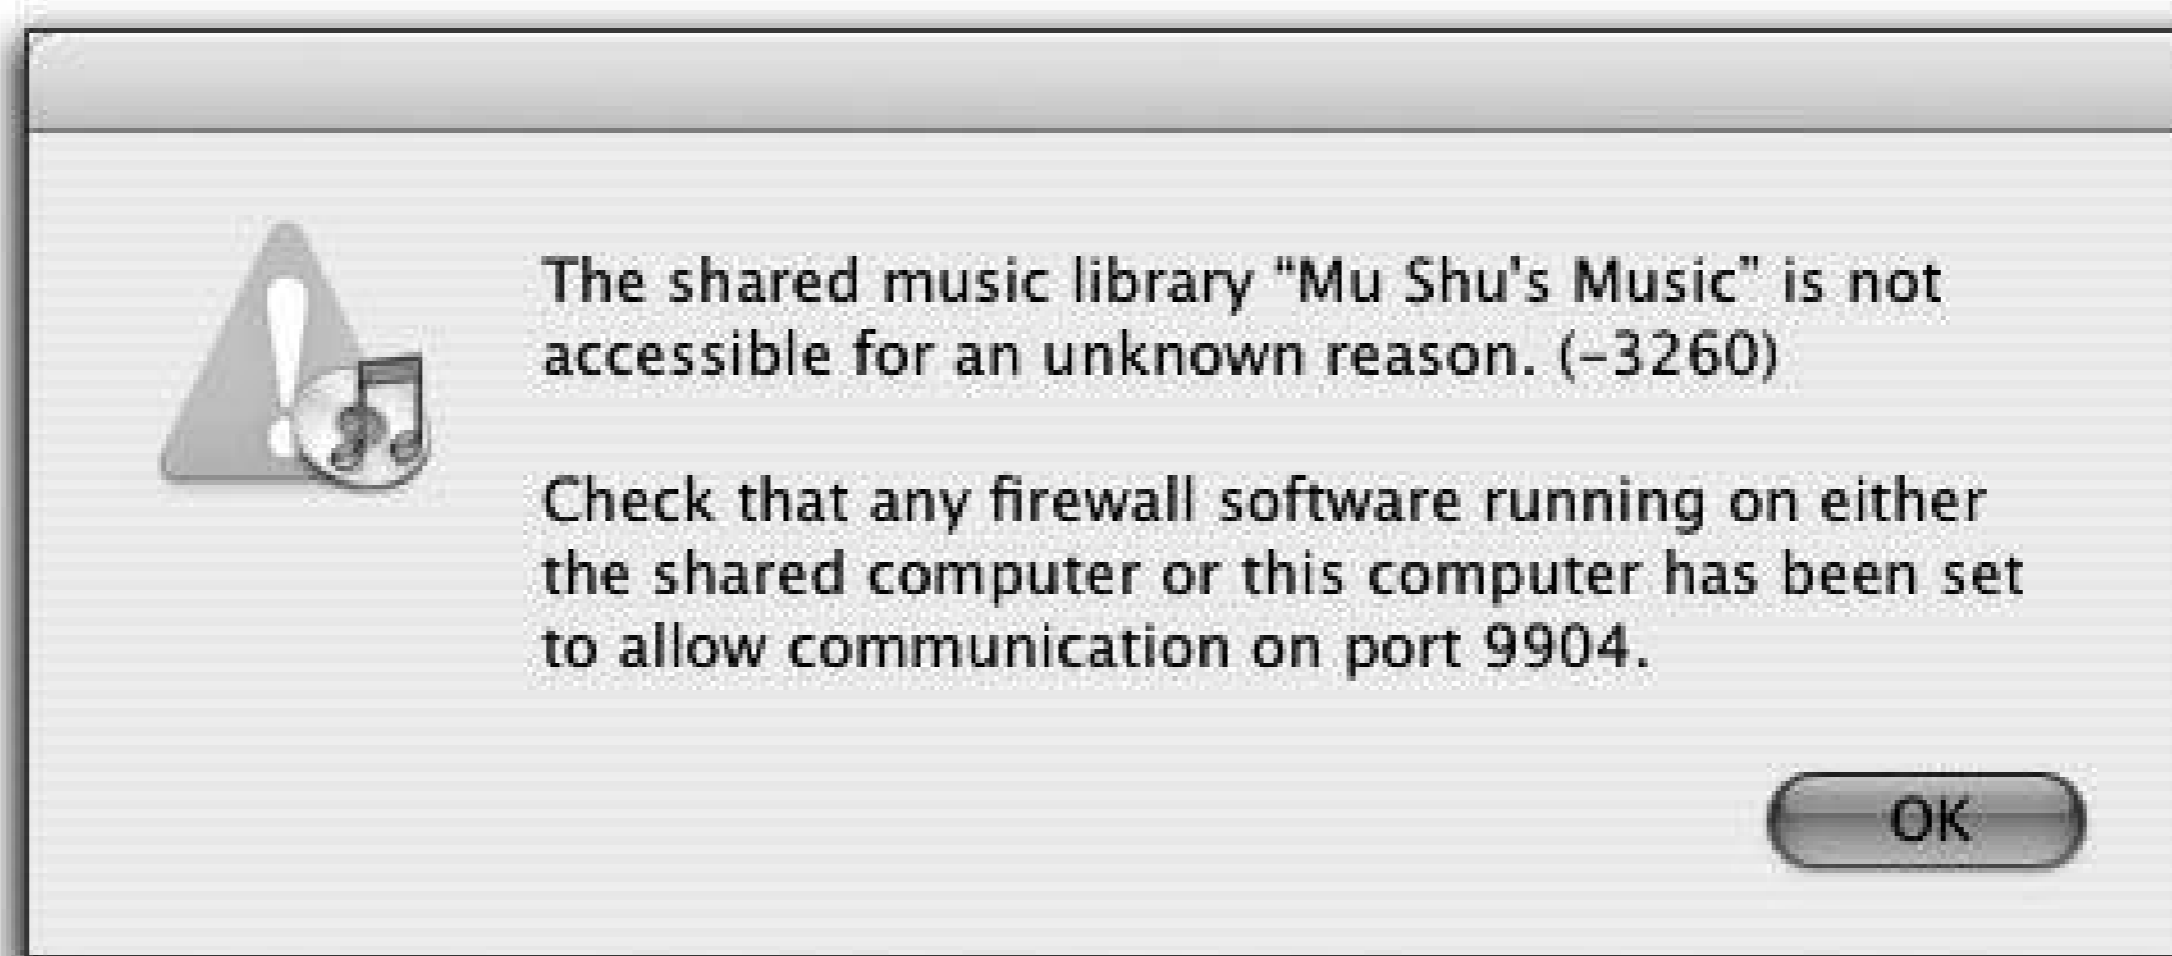 The shared music library “Mu Shu's Music” is not
accessible for an unknown reason. (-3260)
Check that any firewall software running on either
the shared computer or this computer has been set
to allow communication on port 9904.
OK